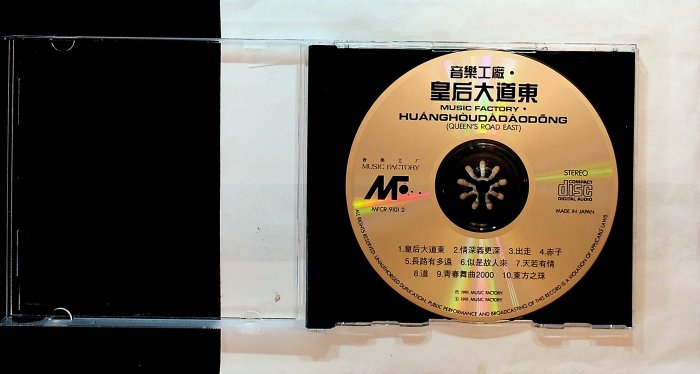 音樂工廠·
皇后大道東
MUSIC FACTORY·
HUÁNGHÒUDÀDÀODŌNG
(QUEEN'S ROAD EAST)
音樂工廠
MUSIC FACTORY
MF
MFCR 9101 2
STEREO
COMPACT
disc
DIGITAL AUDIO
MADE IN JAPAN
1.皇后大道東 2.情深義更深 3.出走 4.赤子
5.長路有多遠 6.似是故人來 7.天若有情
8.道 9.青春舞曲2000 10.東方之珠
℗ 1991 MUSIC FACTORY
© 1991 MUSIC FACTORY
ALL RIGHTS RESERVED. UNAUTHORISED DUPLICATION, PUBLIC PERFORMANCE AND BROADCASTING OF THIS RECORD IS A VIOLATION OF APPLICABLE LAWS.